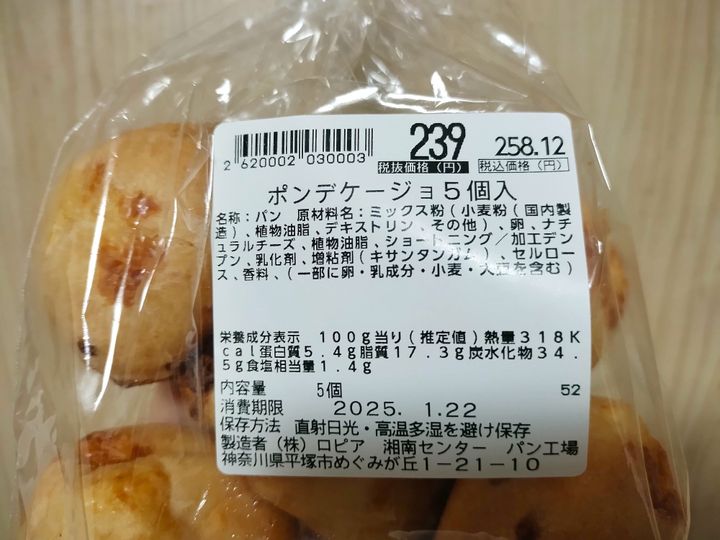 239 258.12
2 620002 030003 税抜価格(円) 税込価格(円)
ポンデケージョ5個入
名称:パン 原材料名:ミックス粉(小麦粉(国内製
造)、植物油脂、デキストリン、その他)、卵、ナチ
ュラルチーズ、植物油脂、ショートニング/加工デン
プン、乳化剤、増粘剤(キサンタンガム)、セルロー
ス、香料、(一部に卵・乳成分・小麦・大豆を含む)
栄養成分表示 100g当り(推定値)熱量318K
cal蛋白質5.4g脂質17.3g炭水化物34.
5g食塩相当量1.4g
内容量 5個 52
消費期限 2025.1.22
保存方法 直射日光・高温多湿を避け保存
製造者(株)ロピア 湘南センター パン工場
神奈川県平塚市めぐみが丘1-21-10